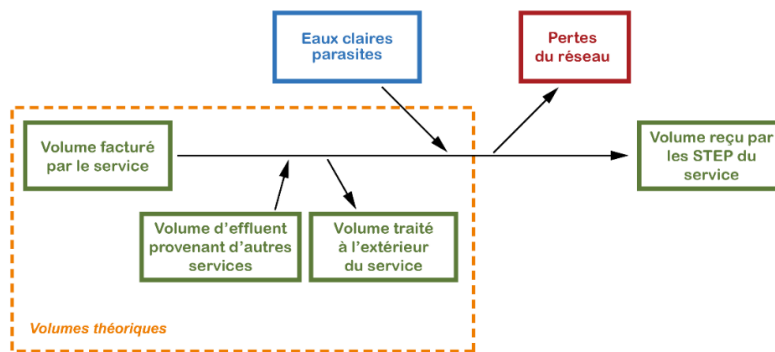 Eaux claires
parasites
Pertes
du réseau
Volume facturé
par le service
Volume reçu par
les STEP du
service
Volume d'effluent
provenant d'autres
services
Volume traité
à l'extérieur
du service
Volumes théoriques